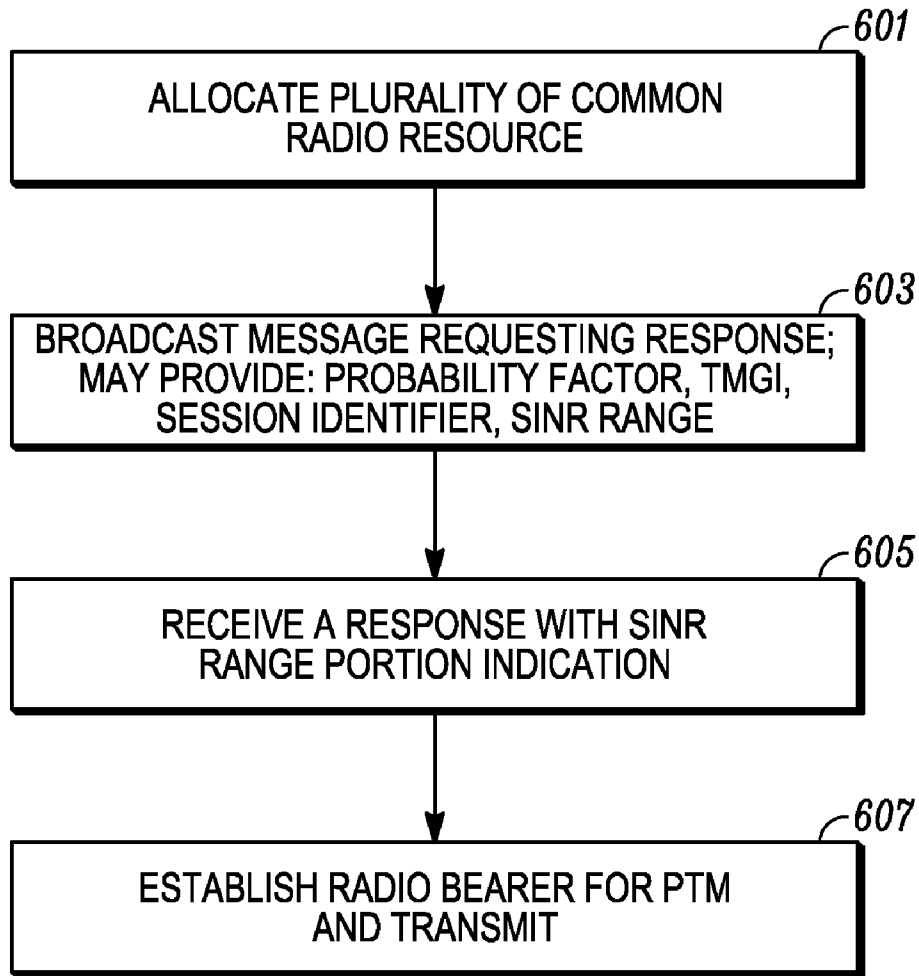 601
ALLOCATE PLURALITY OF COMMON
RADIO RESOURCE
603
BROADCAST MESSAGE REQUESTING RESPONSE;
MAY PROVIDE: PROBABILITY FACTOR, TMGI,
SESSION IDENTIFIER, SINR RANGE
605
RECEIVE A RESPONSE WITH SINR
RANGE PORTION INDICATION
607
ESTABLISH RADIO BEARER FOR PTM
AND TRANSMIT